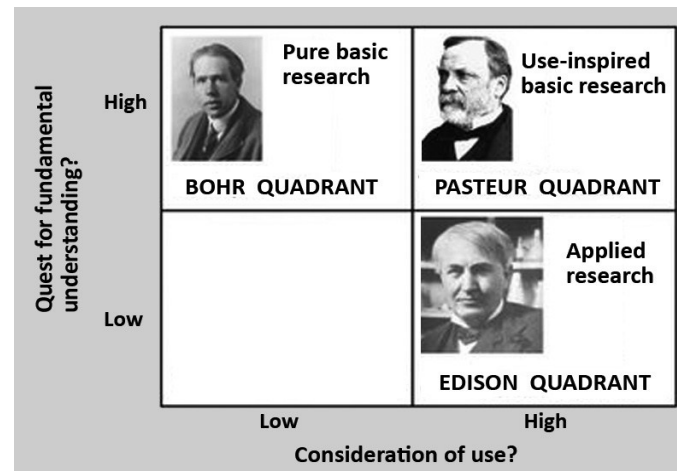 Quest for fundamental
understanding?
High
Low
Pure basic
research
BOHR QUADRANT
Use-inspired
basic research
PASTEUR QUADRANT
Applied
research
EDISON QUADRANT
Low
High
Consideration of use?